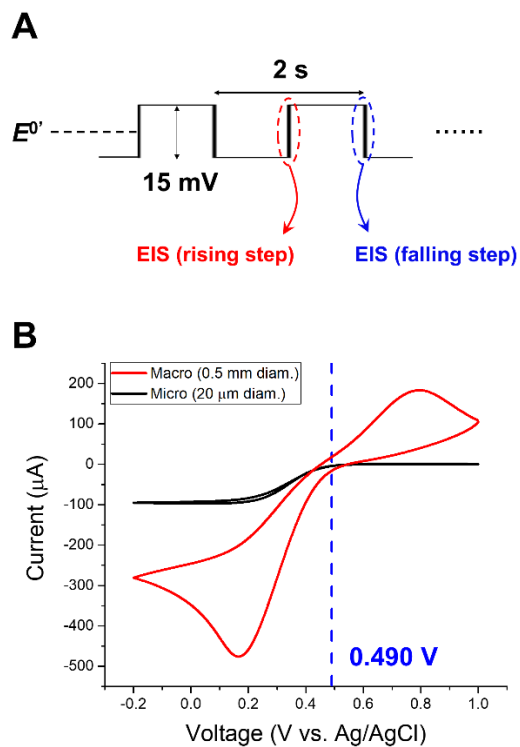 A
2 s
E0’
15 mV
......
EIS (rising step)
EIS (falling step)
B
Macro (0.5 mm diam.)
Micro (20 μm diam.)
200
100
0
-100
-200
-300
-400
-500
Current (μA)
0.490 V
-0.2 0.0 0.2 0.4 0.6 0.8 1.0
Voltage (V vs. Ag/AgCl)